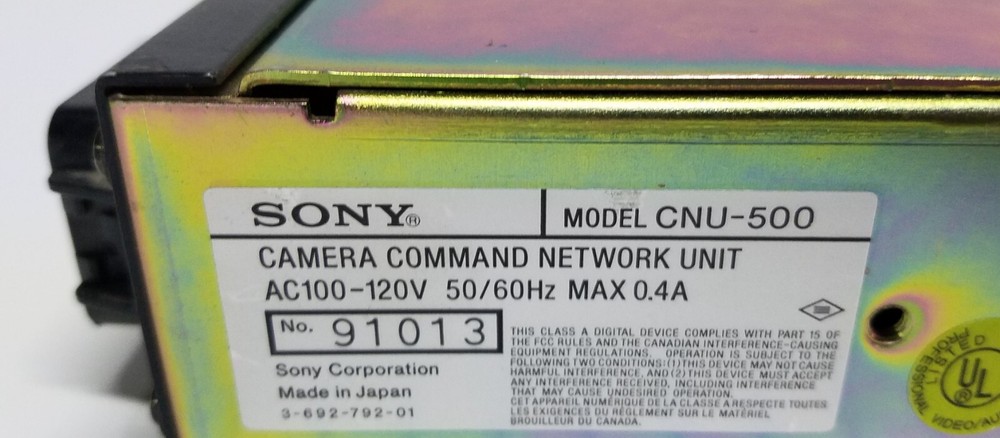 SONY®
MODEL CNU-500
CAMERA COMMAND NETWORK UNIT
AC100-120V 50/60Hz MAX 0.4A
No. 91013
Sony Corporation
Made in Japan
3-692-792-01
THIS CLASS A DIGITAL DEVICE COMPLIES WITH PART 15 OF
THE FCC RULES AND THE CANADIAN INTERFERENCE-CAUSING
EQUIPMENT REGULATIONS. OPERATION IS SUBJECT TO THE
FOLLOWING TWO CONDITIONS:(1)THIS DEVICE MAY NOT CAUSE
HARMFUL INTERFERENCE, AND(2)THIS DEVICE MUST ACCEPT
ANY INTERFERENCE RECEIVED, INCLUDING INTERFERENCE
THAT MAY CAUSE UNDESIRED OPERATION.
CET APPAREIL NUMÉRIQUE DE LA CLASSE A RESPECTE TOUTES
LES EXIGENCES DU RÈGLEMENT SUR LE MATÉRIEL
BROUILLEUR DU CANADA.
LISTED
UL
VIDEO/AU